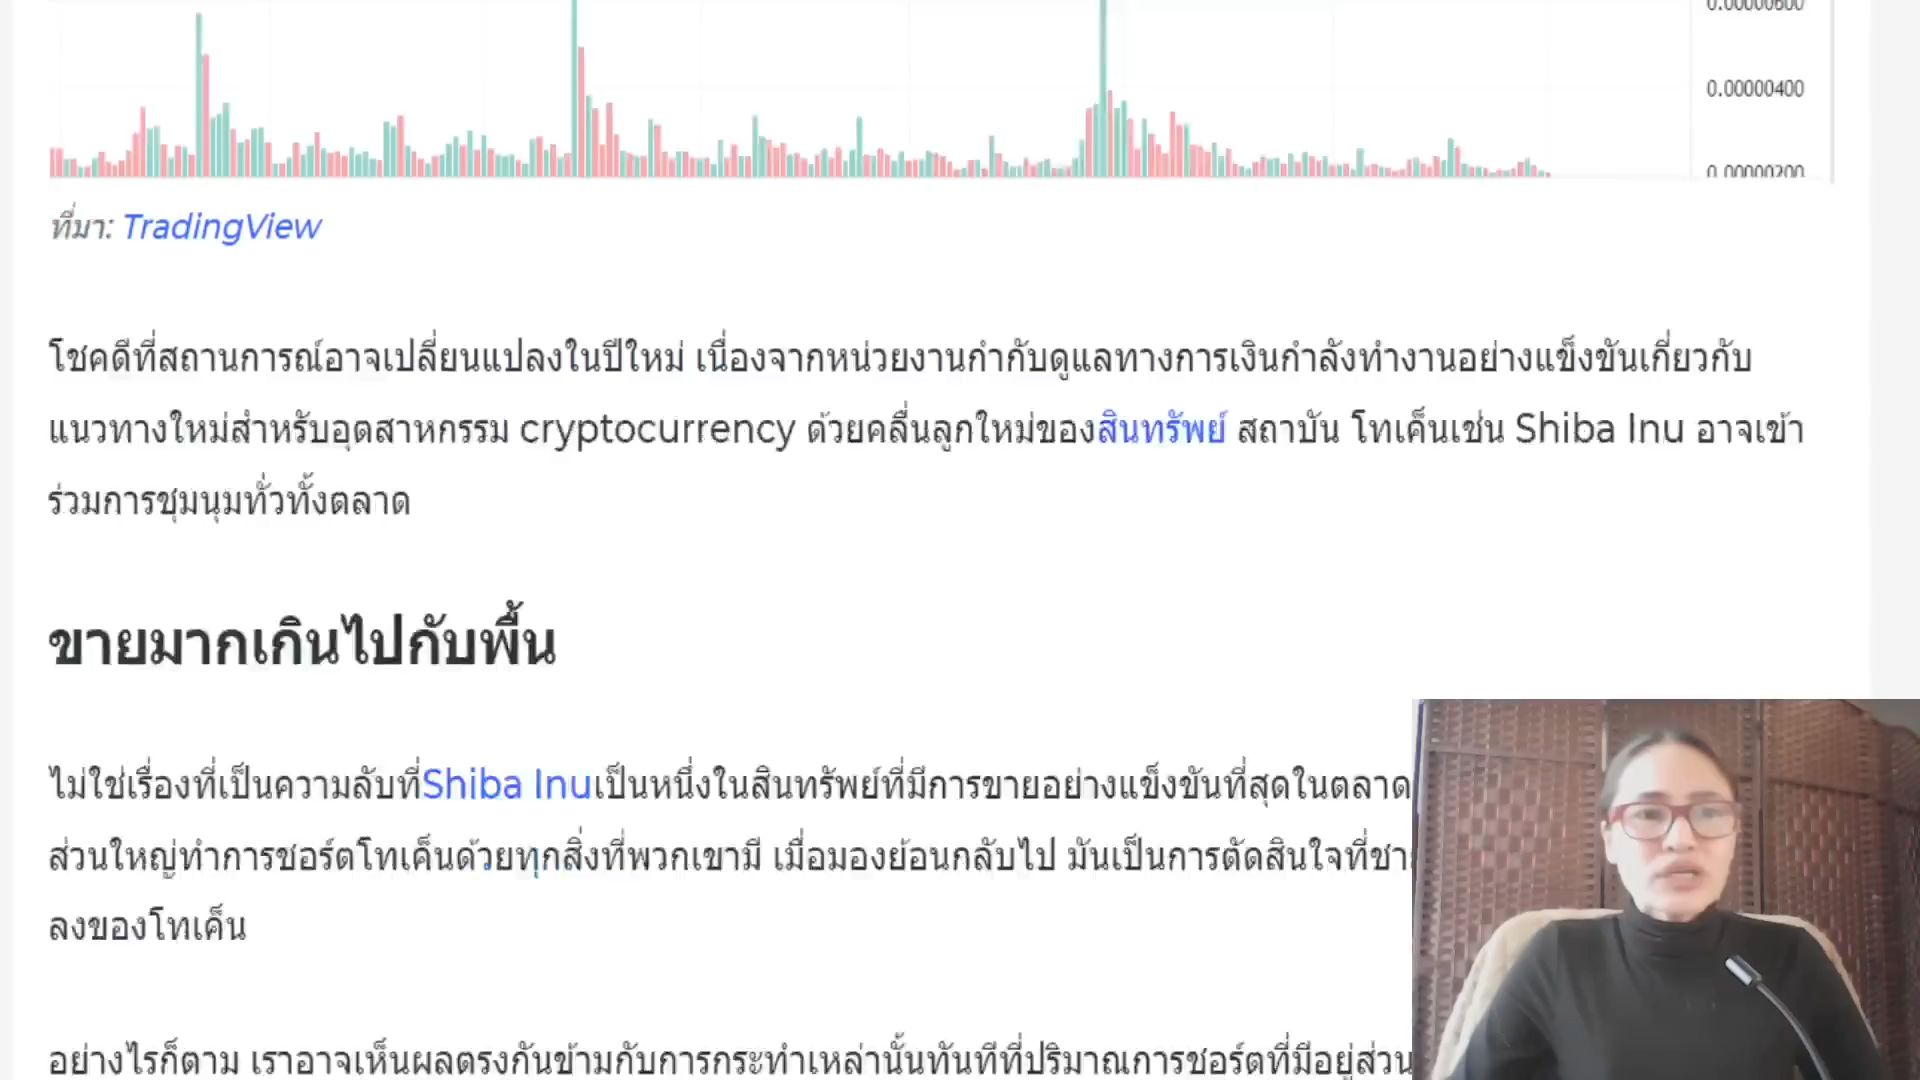 0.00000600
0.00000400
0.00000200
ที่มา: TradingView
โชคดีที่สถานการณ์อาจเปลี่ยนแปลงในปีใหม่ เนื่องจากหน่วยงานกำกับดูแลทางการเงินกำลังทำงานอย่างแข็งขันเกี่ยวกับ
แนวทางใหม่สำหรับอุตสาหกรรม cryptocurrency ด้วยคลื่นลูกใหม่ของสินทรัพย์ สถาบัน โทเค็นเช่น Shiba Inu อาจเข้า
ร่วมการชุมนุมทั่วทั้งตลาด
ขายมากเกินไปกับพื้น
ไม่ใช่เรื่องที่เป็นความลับที่Shiba Inuเป็นหนึ่งในสินทรัพย์ที่มีการขายอย่างแข็งขันที่สุดในตลาด
ส่วนใหญ่ทำการชอร์ตโทเค็นด้วยทุกสิ่งที่พวกเขามี เมื่อมองย้อนกลับไป มันเป็นการตัดสินใจที่
ลงของโทเค็น
อย่างไรก็ตาม เราอาจเห็นผลตรงกันข้ามกับการกระทำเหล่านั้นทันทีที่ปริมาณการชอร์ตที่มีอยู่ส่วน